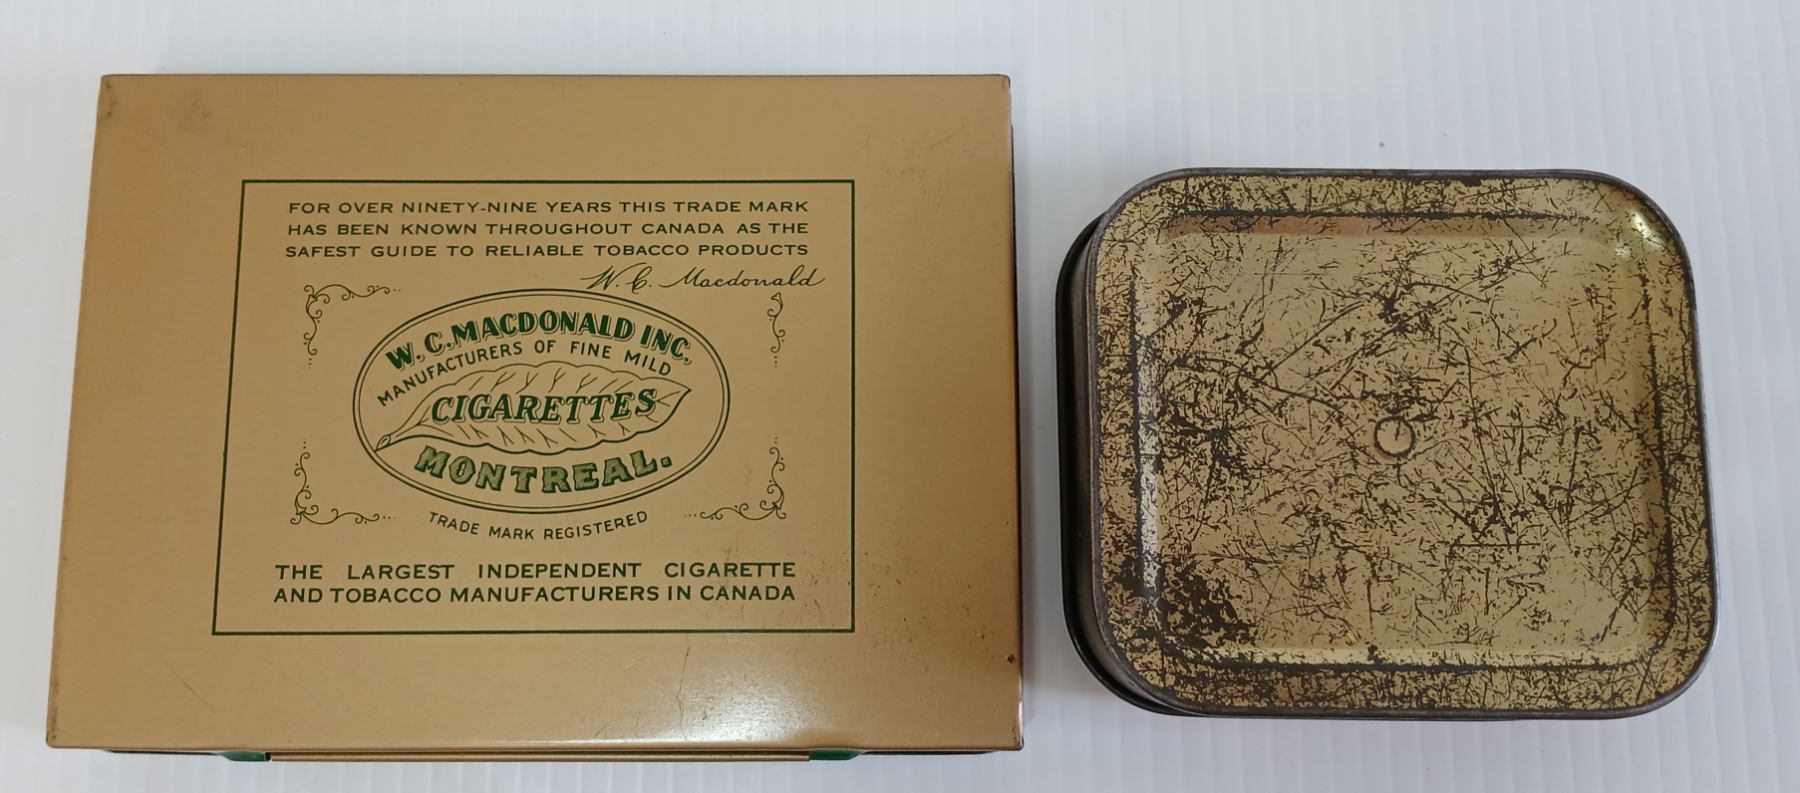 FOR OVER NINETY-NINE YEARS THIS TRADE MARK
HAS BEEN KNOWN THROUGHOUT CANADA AS THE
SAFEST GUIDE TO RELIABLE TOBACCO PRODUCTS
W. C. Macdonald
W. C. MACDONALD INC,
MANUFACTURERS OF FINE MILD
CIGARETTES
MONTREAL.
TRADE MARK REGISTERED
THE LARGEST INDEPENDENT CIGARETTE
AND TOBACCO MANUFACTURERS IN CANADA